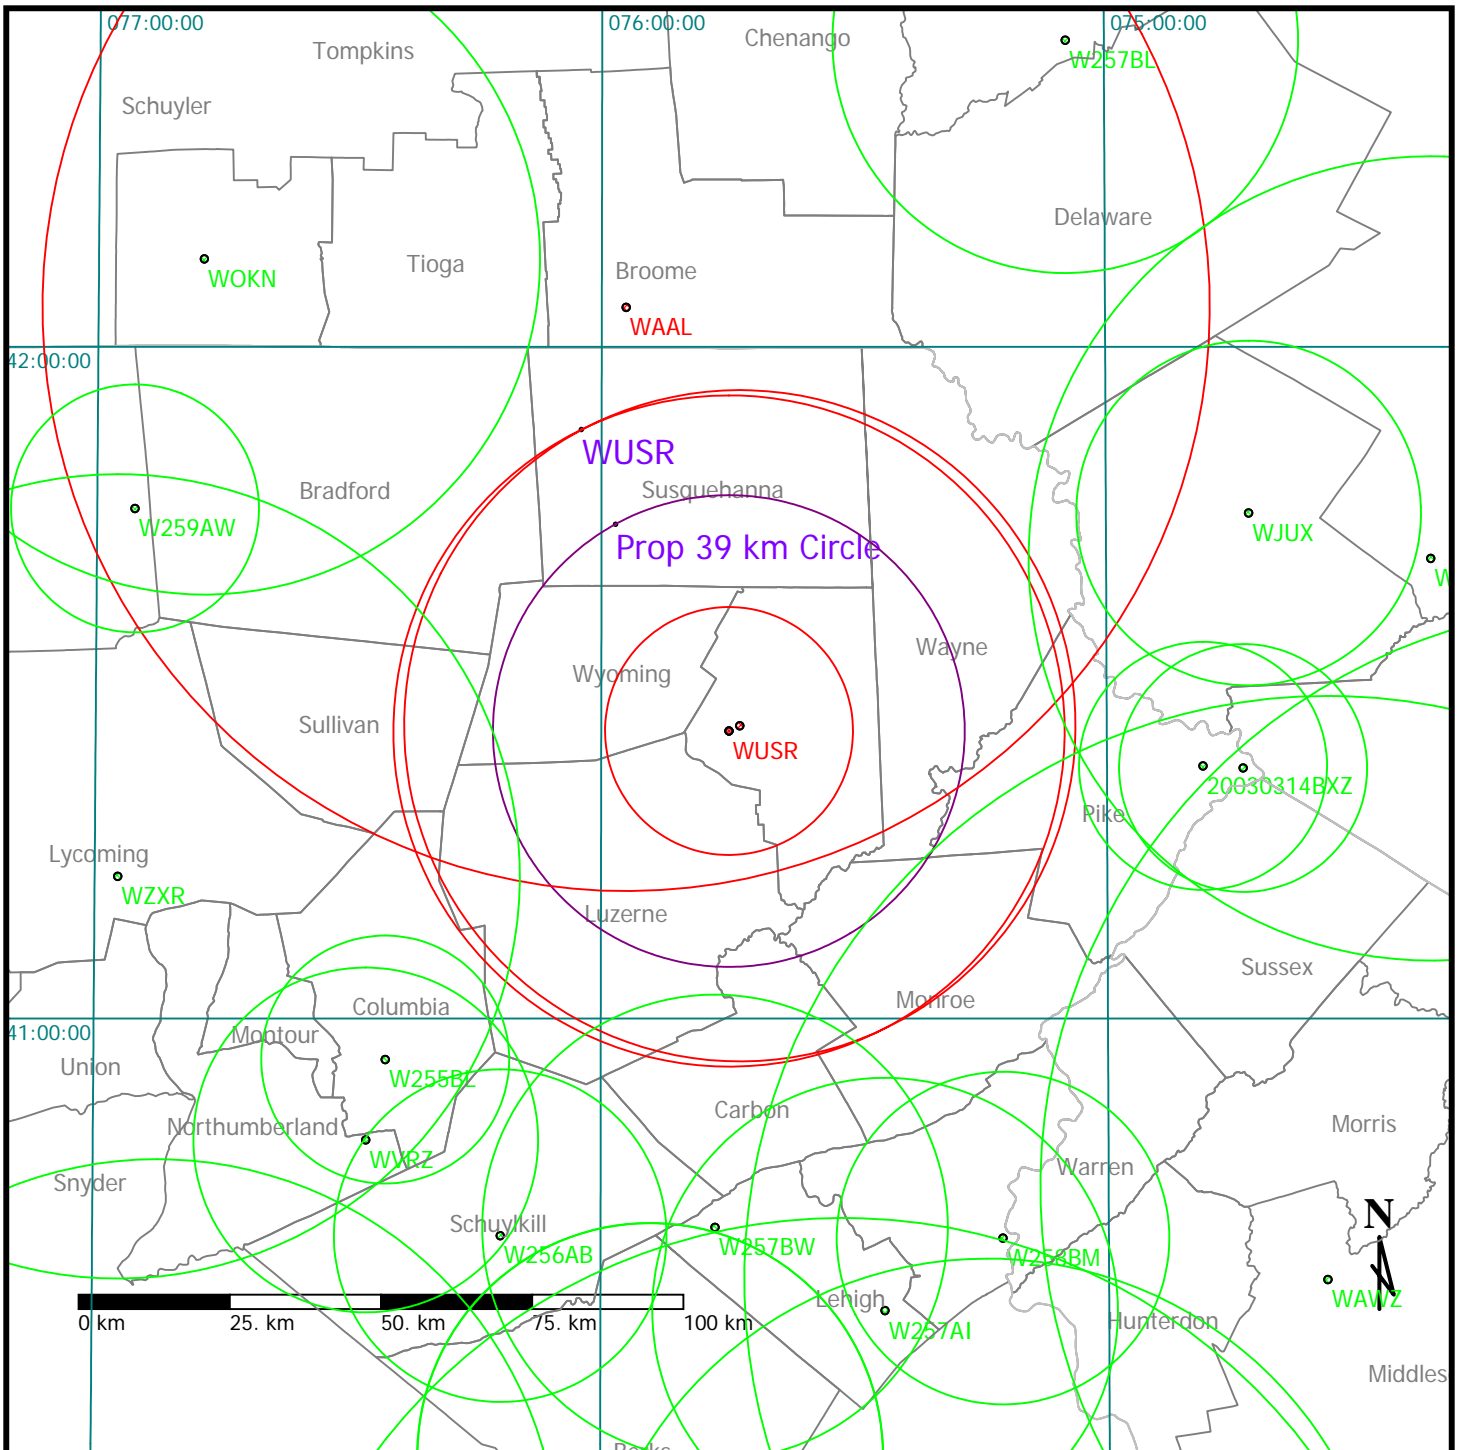 077:00:00
076:00:00
075:00:00
Tompkins
Chenango
W257BL
Schuyler
Delaware
WOKN
Tioga
Broome
WAAL
42:00:00
WUSR
Bradford
Susquehanna
W259AW
WJUX
Prop 39 km Circle
W
Wyoming
Wayne
Sullivan
WUSR
20030314BXZ
Pike
Lycoming
WZXR
Luzerne
Sussex
Columbia
Monroe
41:00:00
Montour
Union
W255BL
Carbon
Northumberland
Morris
WVRZ
Warren
Snyder
N
Schuylkill
W256AB
W257BW
W258BM
Lehigh
WAWZ
0 km
25. km
50. km
75. km
100 km
W257AI
Hunterdon
Middles
Berks